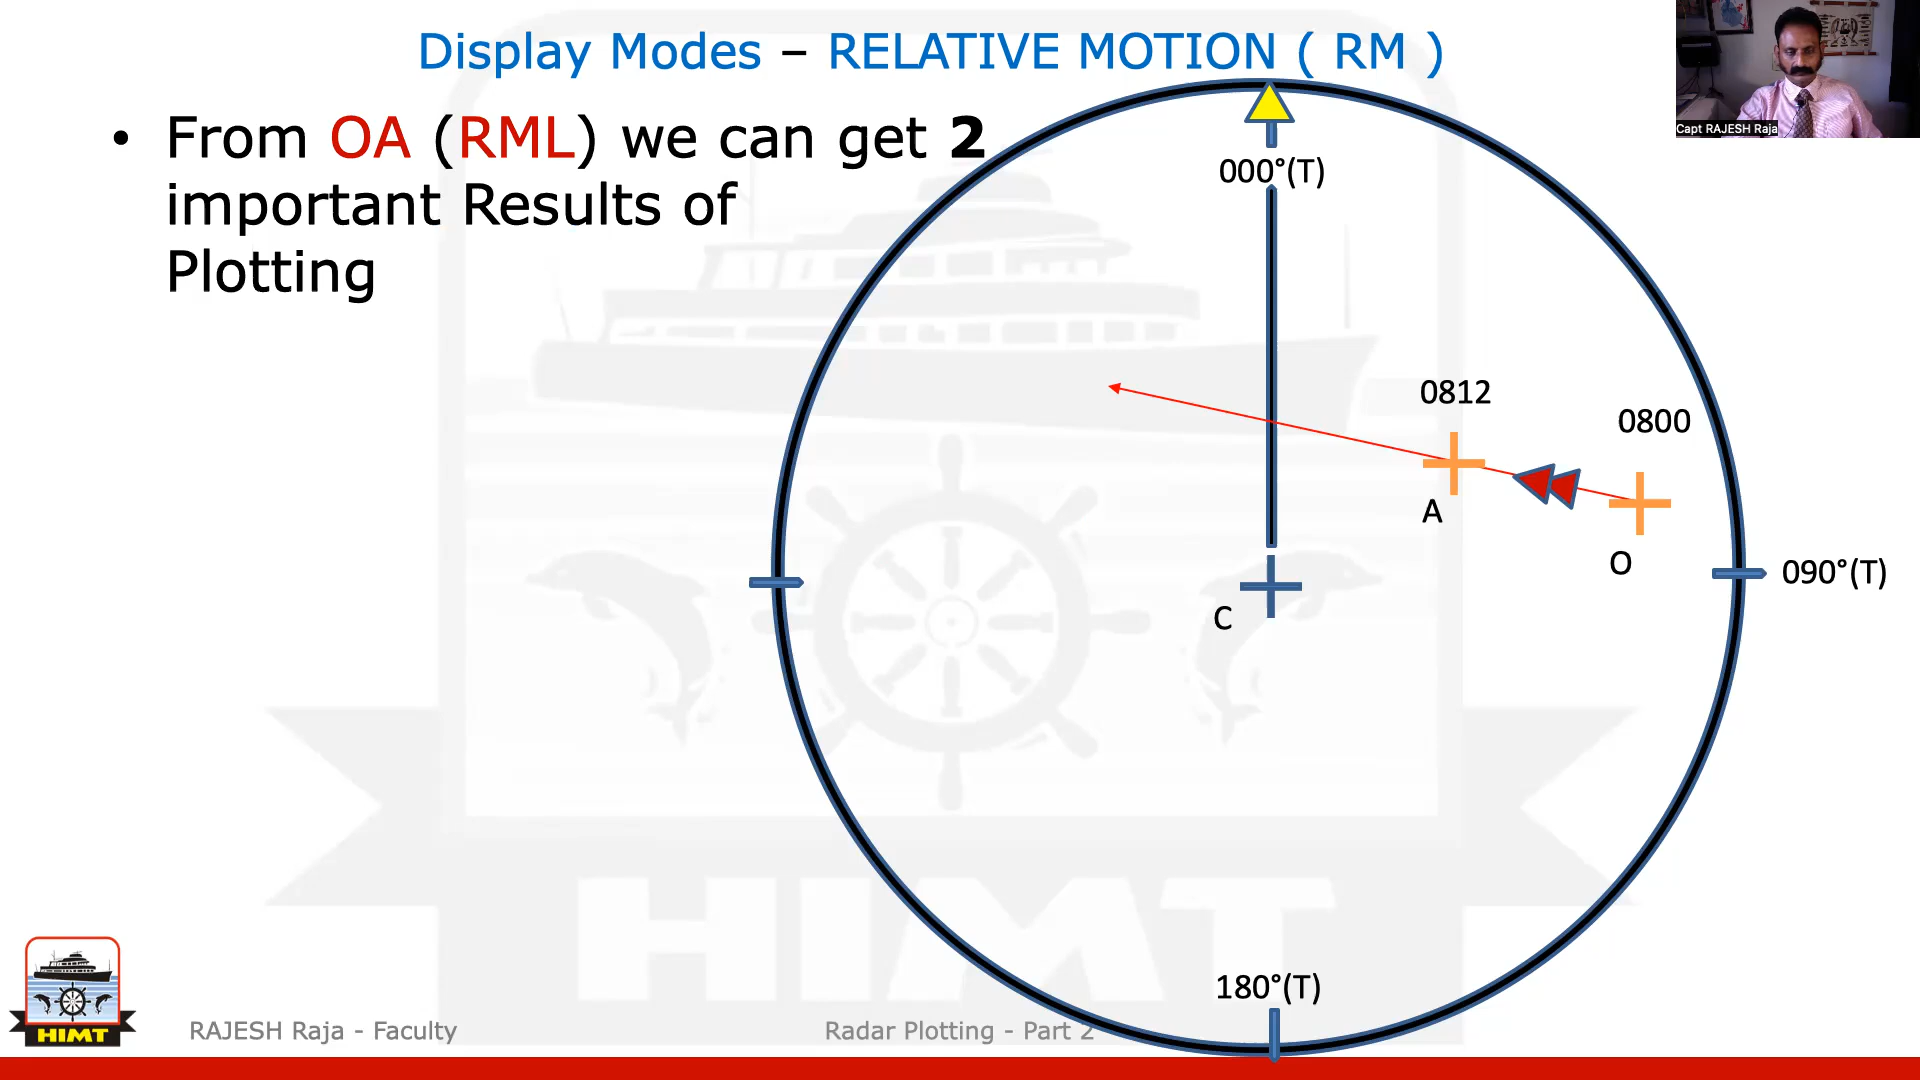 Display Modes – RELATIVE MOTION ( RM )
• From OA (RML) we can get 2
important Results of
Plotting
Capt RAJESH Raja
000°(T)
0812
0800
A
O
090°(T)
C
180°(T)
HIMT
HIMT
RAJESH Raja - Faculty
Radar Plotting - Part 2